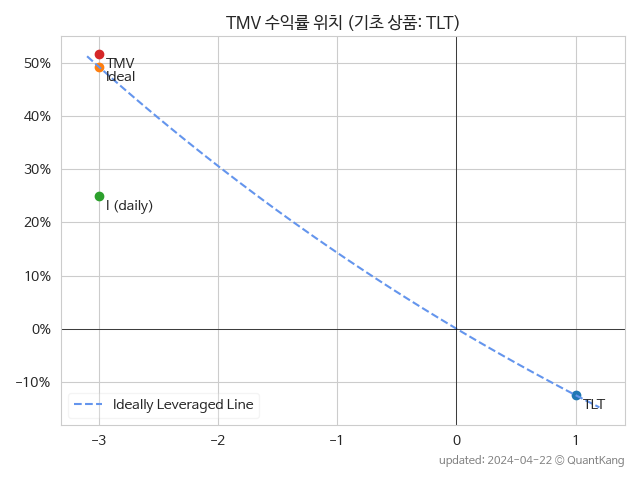 TMV 수익률 위치 (기초 상품: TLT)
50%
40%
30%
20%
10%
0%
−10%
TMV
Ideal
I (daily)
TLT
Ideally Leveraged Line
−3
−2
−1
0
1
updated: 2024-04-22 © QuantKang